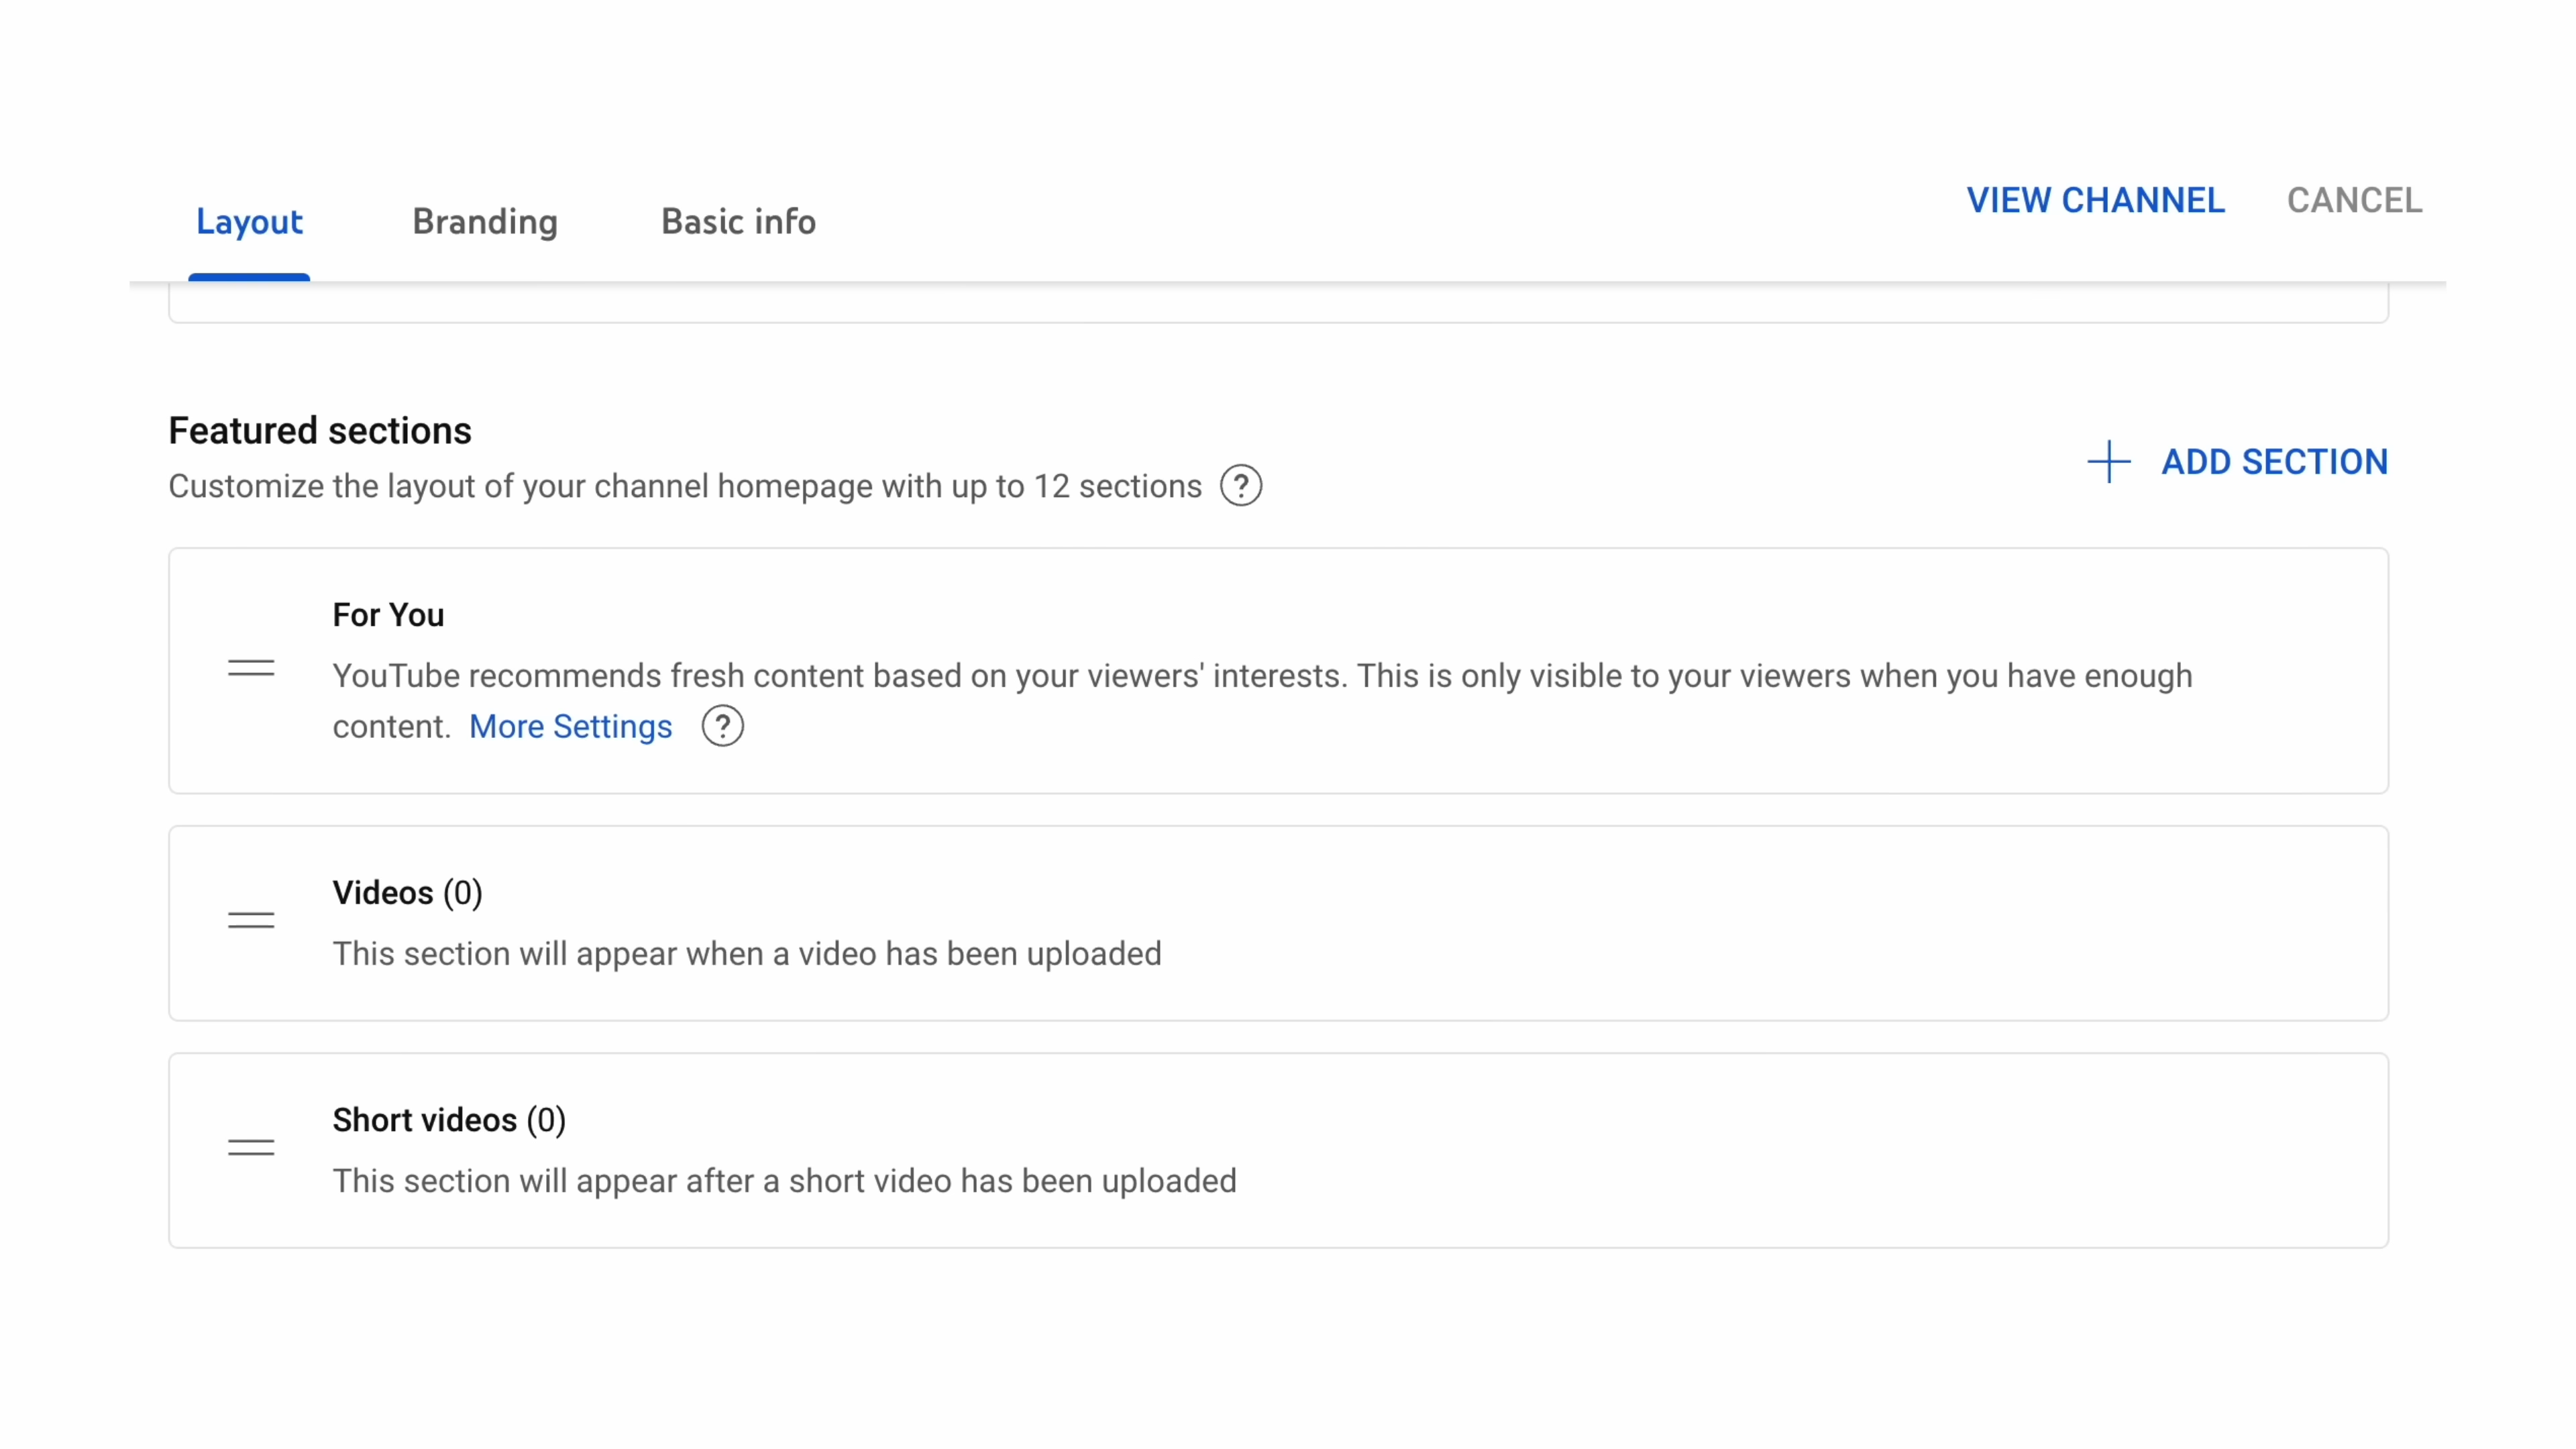 Layout Branding Basic info VIEW CHANNEL CANCEL
Featured sections
Customize the layout of your channel homepage with up to 12 sections ?
ADD SECTION
For You
YouTube recommends fresh content based on your viewers' interests. This is only visible to your viewers when you have enough
content. More Settings ?
Videos (0)
This section will appear when a video has been uploaded
Short videos (0)
This section will appear after a short video has been uploaded